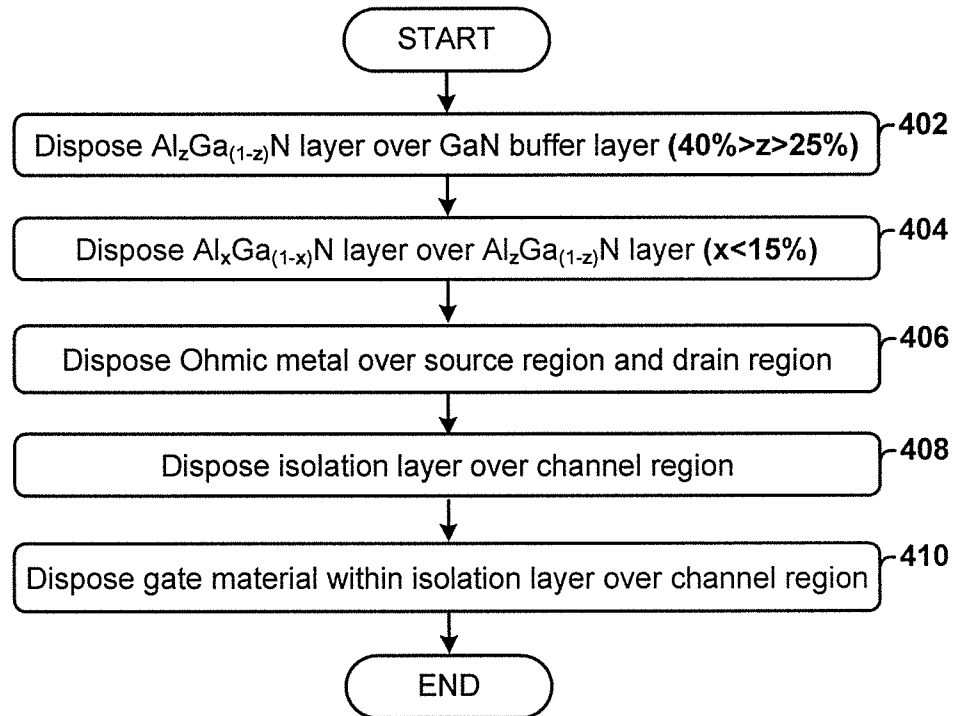 START
Dispose AlzGa(1-z)N layer over GaN buffer layer (40%>z>25%)
402
Dispose AlxGa(1-x)N layer over AlzGa(1-z)N layer (x<15%)
404
Dispose Ohmic metal over source region and drain region
406
Dispose isolation layer over channel region
408
Dispose gate material within isolation layer over channel region
410
END